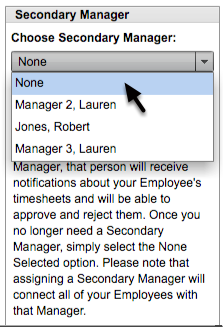 Secondary Manager
Choose Secondary Manager:
None
None
Manager 2, Lauren
Jones, Robert
Manager 3, Lauren
Manager, that person will receive
notifications about your Employee's
timesheets and will be able to
approve and reject them. Once you
no longer need a Secondary
Manager, simply select the None
Selected option. Please note that
assigning a Secondary Manager will
connect all of your Employees with
that Manager.